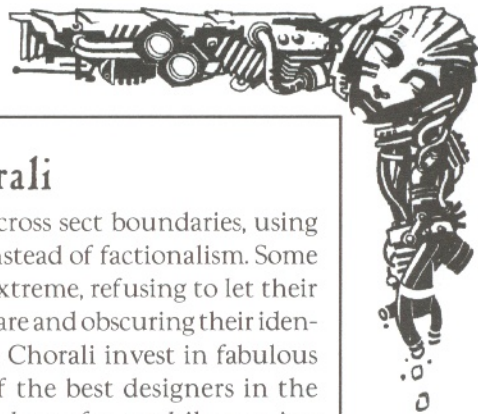 rali
cross sect boundaries, using
nstead of factionalism. Some
xtreme, refusing to let their
are and obscuring their iden-
Chorali invest in fabulous
f the best designers in the